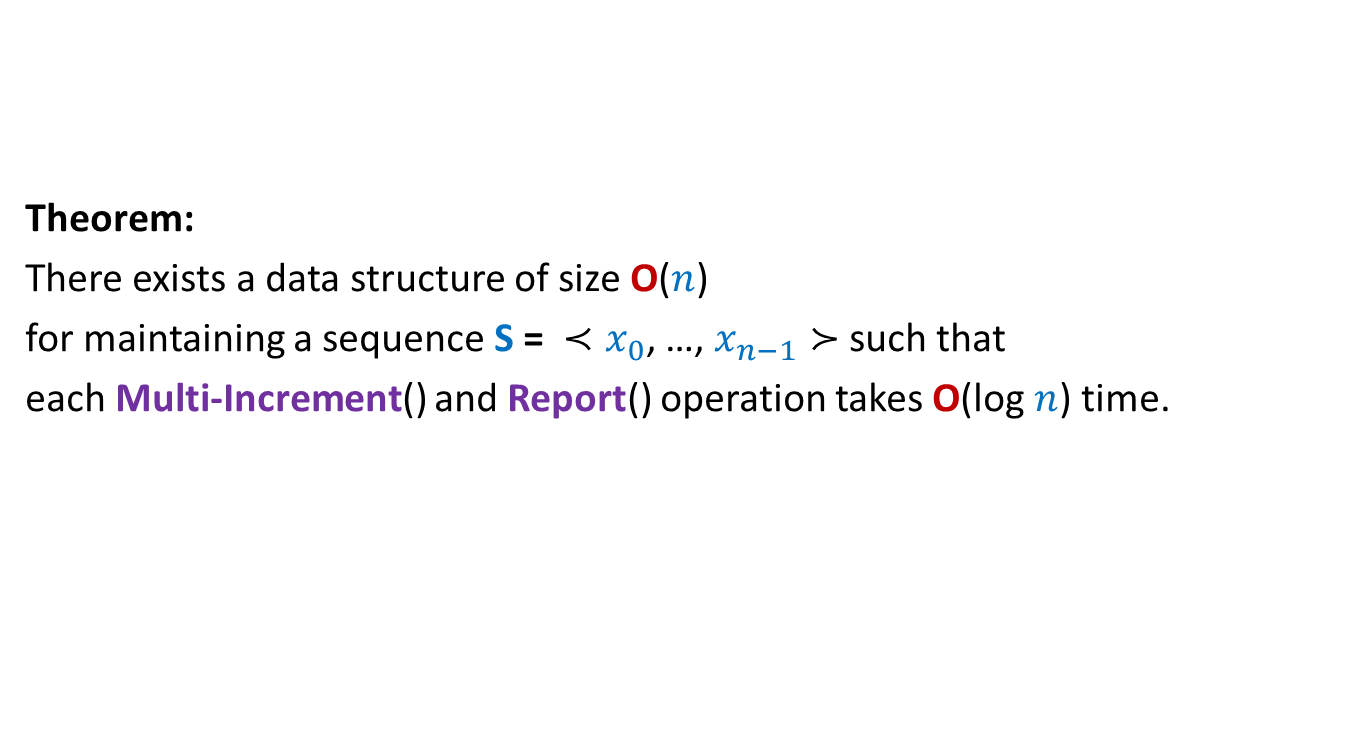 Theorem:
There exists a data structure of size O(n)
for maintaining a sequence S = ≺ x₀, …, xₙ₋₁ ≻ such that
each Multi-Increment() and Report() operation takes O(log n) time.